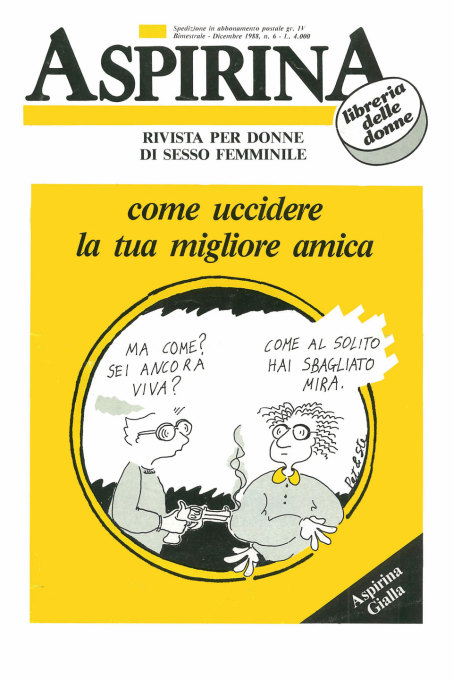 Spedizione in abbonamento postale gr. IV
Bimestrale - Dicembre 1988, n. 6 - L. 4.000
ASPIRINA
libreria
delle
donne
RIVISTA PER DONNE
DI SESSO FEMMINILE
come uccidere
la tua migliore amica
MA COME?
SEI ANCORA
VIVA?
COME AL SOLITO
HAI SBAGLIATO
MIRA.
Pat & Sta
Aspirina
Gialla